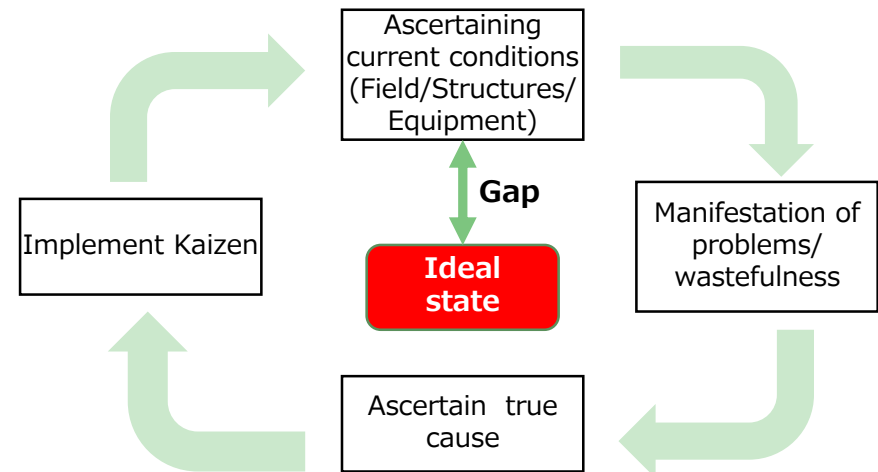 Ascertaining
current conditions
(Field/Structures/
Equipment)
Gap
Ideal
state
Manifestation of
problems/
wastefulness
Ascertain true
cause
Implement Kaizen